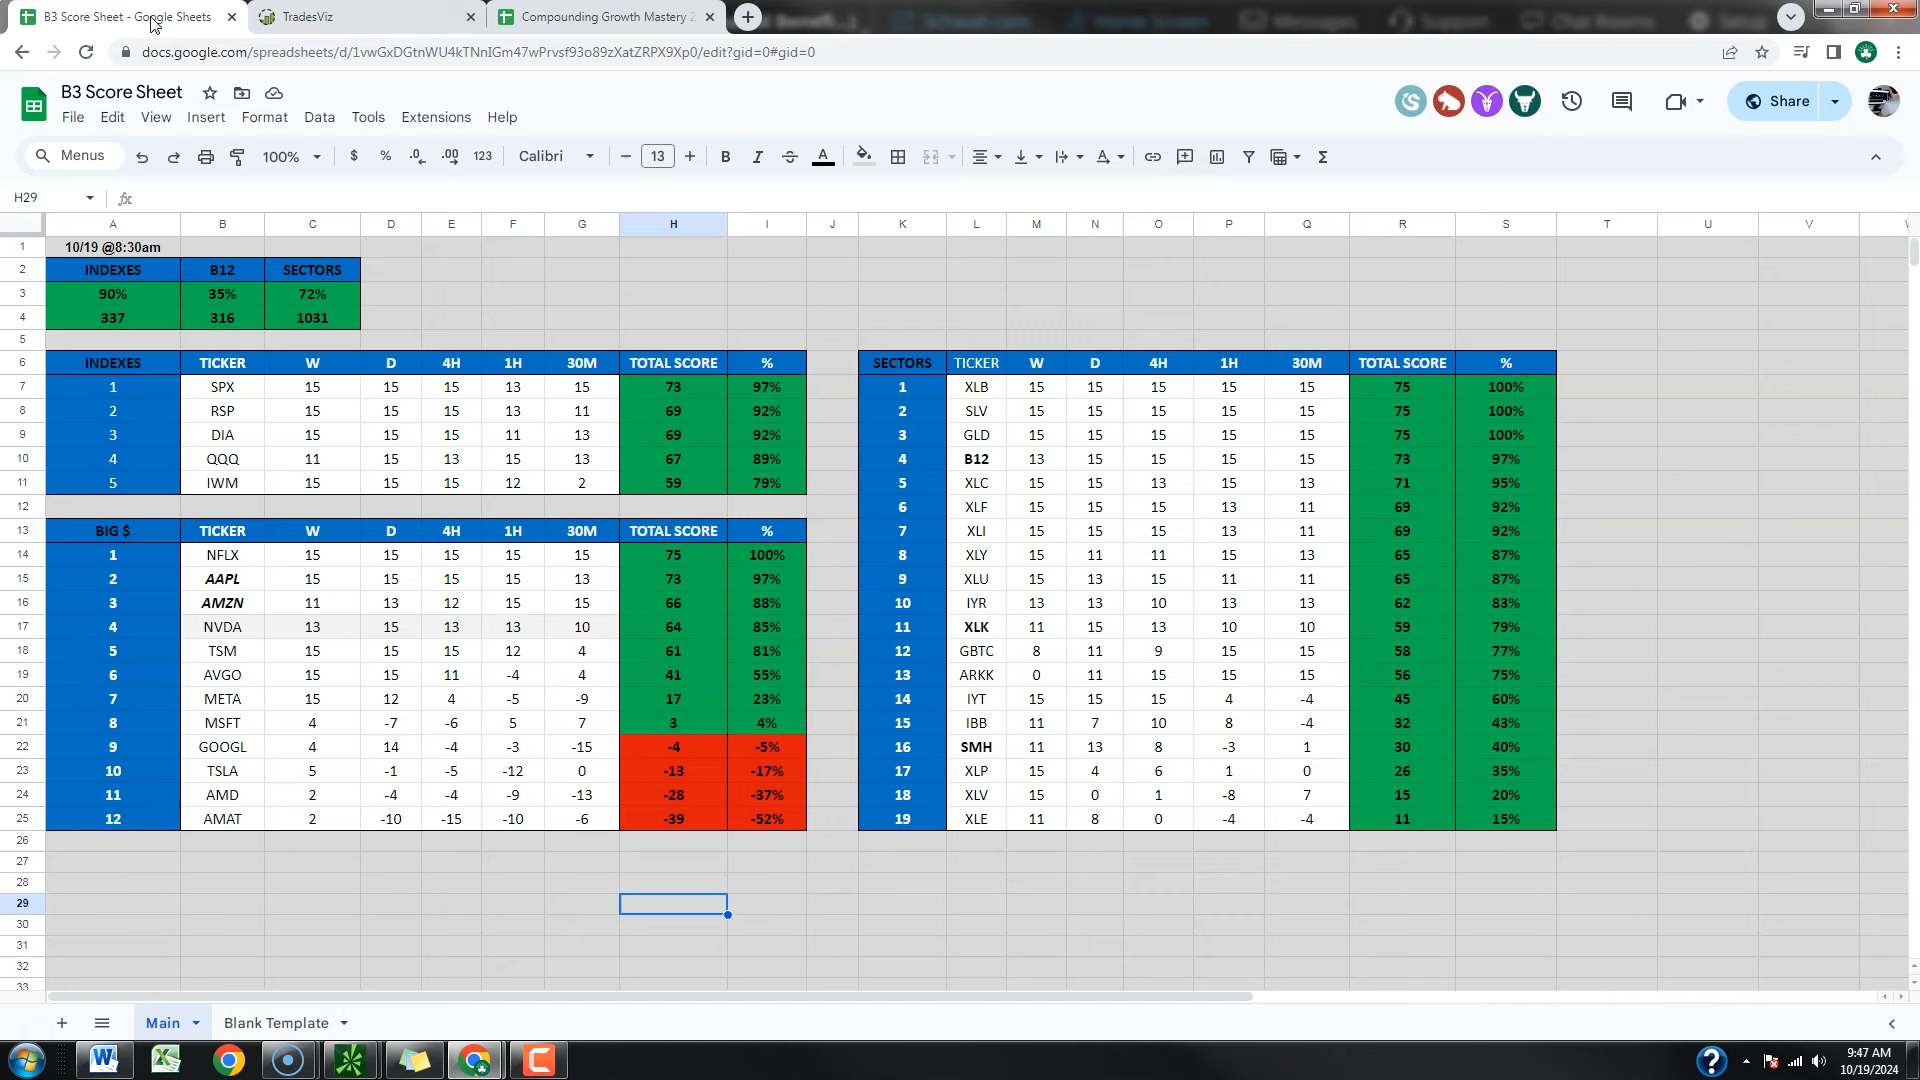 B3 Score Sheet - Google Sheets TradesViz Compounding Growth Mastery 2
docs.google.com/spreadsheets/d/1vwGxDGtnWU4kTNnIGm47wPrvsf93o89zXatZRPX9Xp0/edit?gid=0#gid=0
B3 Score Sheet
File Edit View Insert Format Data Tools Extensions Help
Share
Menus 100% $ % .0 .00 123 Calibri 13 B I A
H29 fx
A B C D E F G H I J K L M N O P Q R S T U V
1 10/19 @8:30am
2 INDEXES B12 SECTORS
3 90% 35% 72%
4 337 316 1031
5
6 INDEXES TICKER W D 4H 1H 30M TOTAL SCORE % SECTORS TICKER W D 4H 1H 30M TOTAL SCORE %
7 1 SPX 15 15 15 13 15 73 97% 1 XLB 15 15 15 15 15 75 100%
8 2 RSP 15 15 15 13 11 69 92% 2 SLV 15 15 15 15 15 75 100%
9 3 DIA 15 15 15 11 13 69 92% 3 GLD 15 15 15 15 15 75 100%
10 4 QQQ 11 15 13 15 13 67 89% 4 B12 13 15 15 15 15 73 97%
11 5 IWM 15 15 15 12 2 59 79% 5 XLC 15 15 13 15 13 71 95%
12 6 XLF 15 15 15 13 11 69 92%
13 BIG $ TICKER W D 4H 1H 30M TOTAL SCORE % 7 XLI 15 15 15 13 11 69 92%
14 1 NFLX 15 15 15 15 15 75 100% 8 XLY 15 11 11 15 13 65 87%
15 2 AAPL 15 15 15 15 13 73 97% 9 XLU 15 13 15 11 11 65 87%
16 3 AMZN 11 13 12 15 15 66 88% 10 IYR 13 13 10 13 13 62 83%
17 4 NVDA 13 15 13 13 10 64 85% 11 XLK 11 15 13 10 10 59 79%
18 5 TSM 15 15 15 12 4 61 81% 12 GBTC 8 11 9 15 15 58 77%
19 6 AVGO 15 15 11 -4 4 41 55% 13 ARKK 0 11 15 15 15 56 75%
20 7 META 15 12 4 -5 -9 17 23% 14 IYT 15 15 15 4 -4 45 60%
21 8 MSFT 4 -7 -6 5 7 3 4% 15 IBB 11 7 10 8 -4 32 43%
22 9 GOOGL 4 14 -4 -3 -15 -4 -5% 16 SMH 11 13 8 -3 1 30 40%
23 10 TSLA 5 -1 -5 -12 0 -13 -17% 17 XLP 15 4 6 1 0 26 35%
24 11 AMD 2 -4 -4 -9 -13 -28 -37% 18 XLV 15 0 1 -8 7 15 20%
25 12 AMAT 2 -10 -15 -10 -6 -39 -52% 19 XLE 11 8 0 -4 -4 11 15%
26
27
28
29
30
31
32
33
Main Blank Template
9:47 AM
10/19/2024